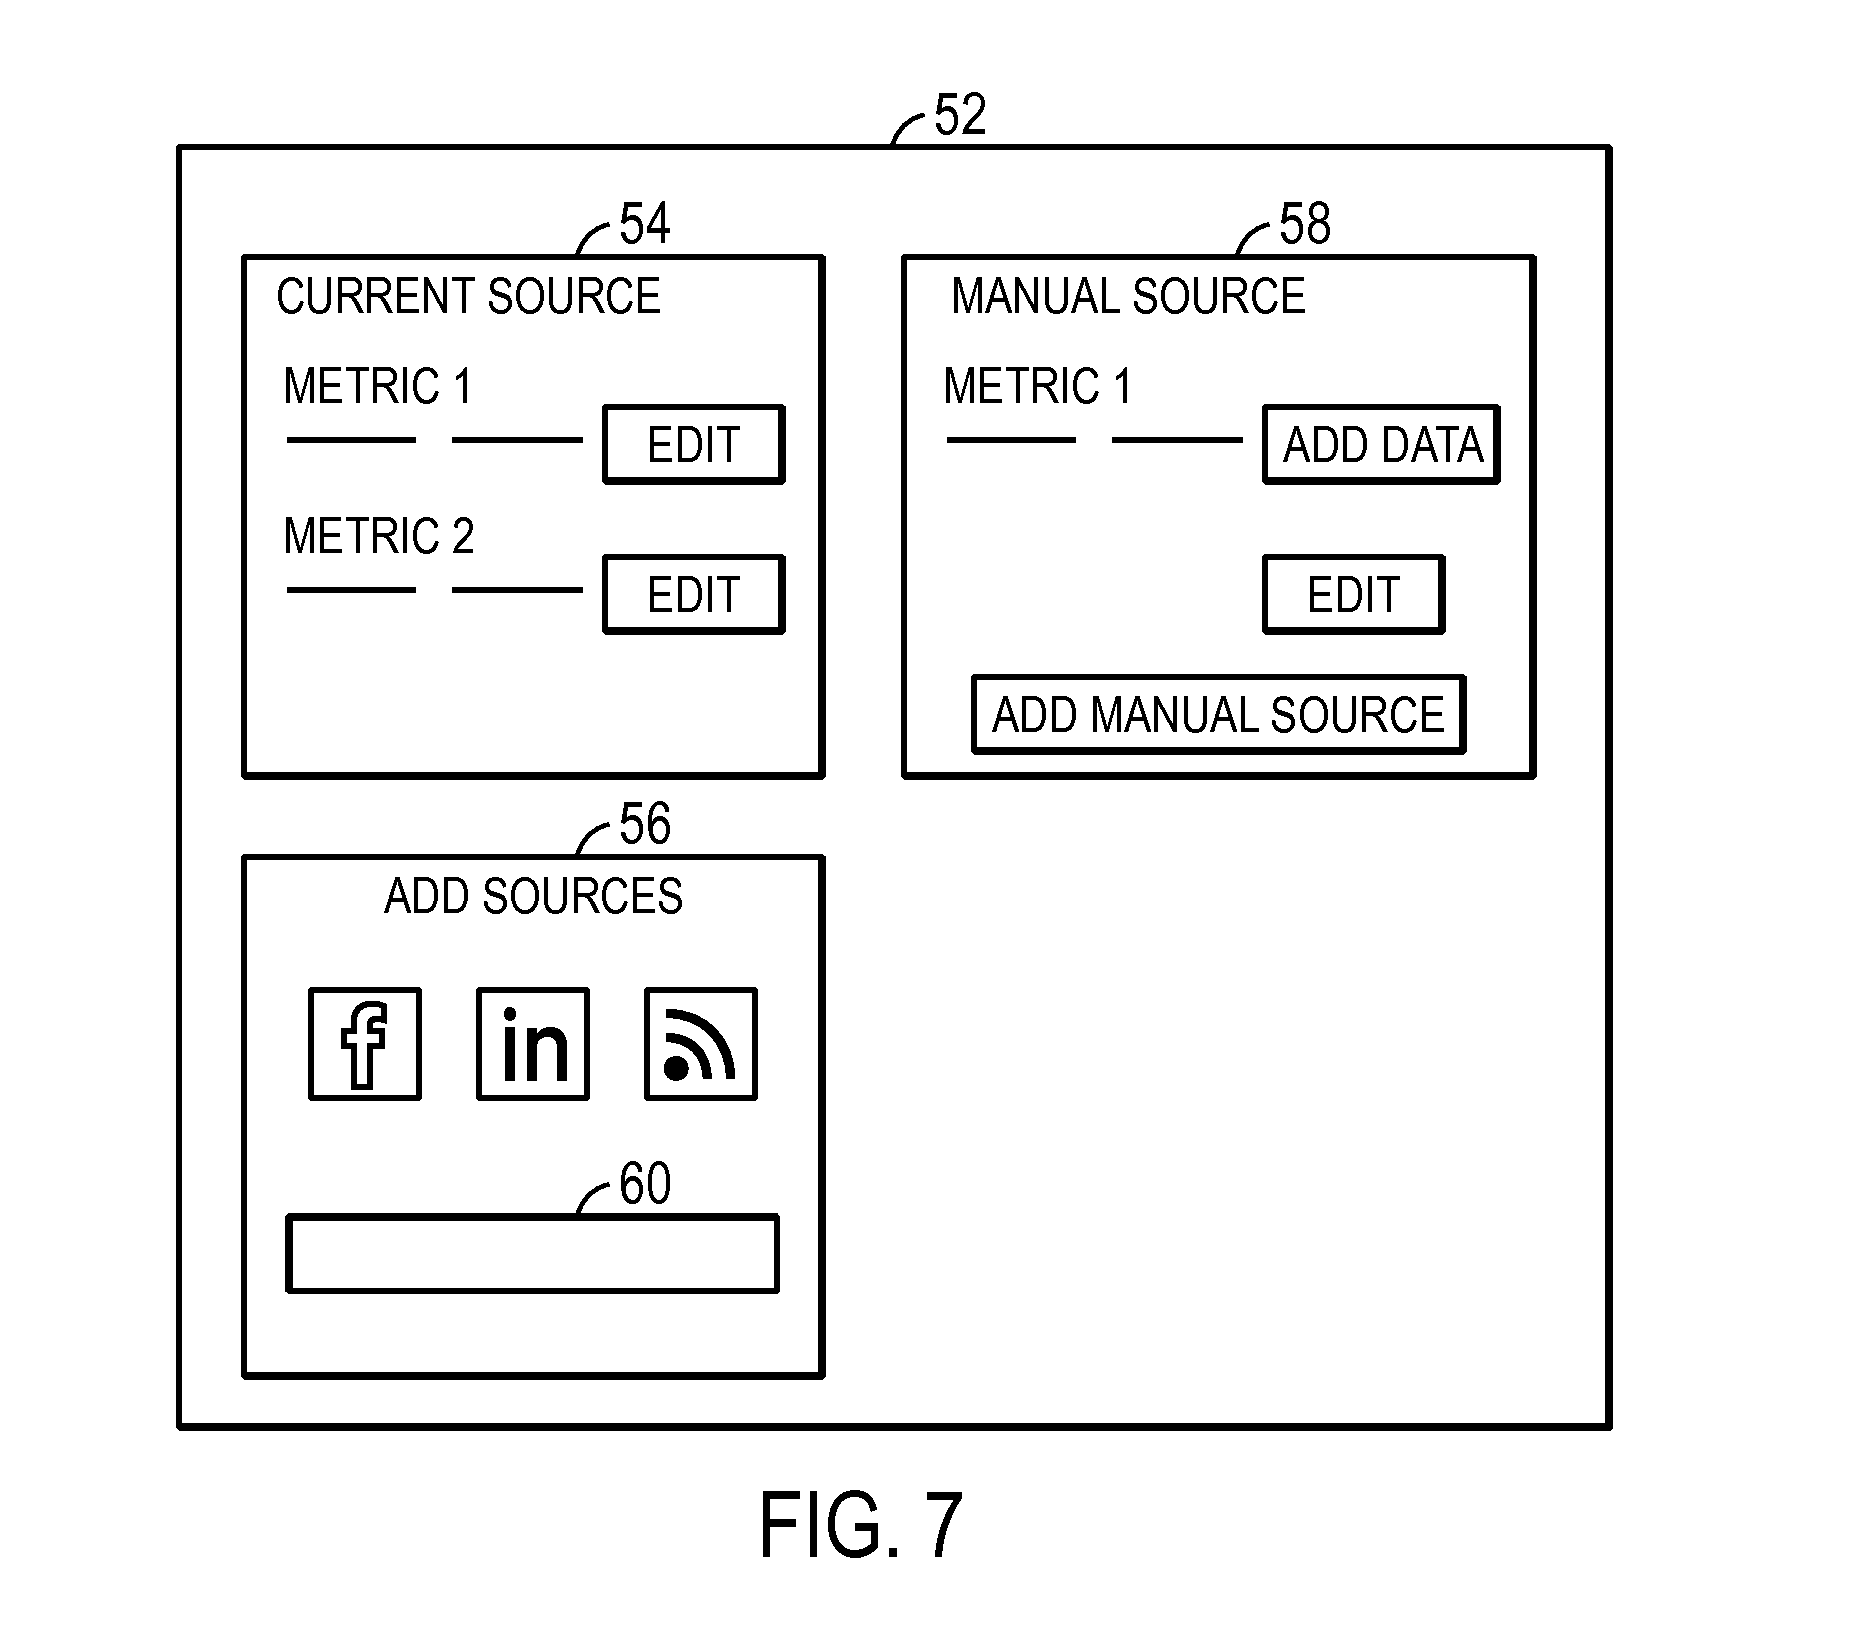 52
54
CURRENT SOURCE
METRIC 1
EDIT
METRIC 2
EDIT
58
MANUAL SOURCE
METRIC 1
ADD DATA
EDIT
ADD MANUAL SOURCE
56
ADD SOURCES
f in
60
FIG. 7